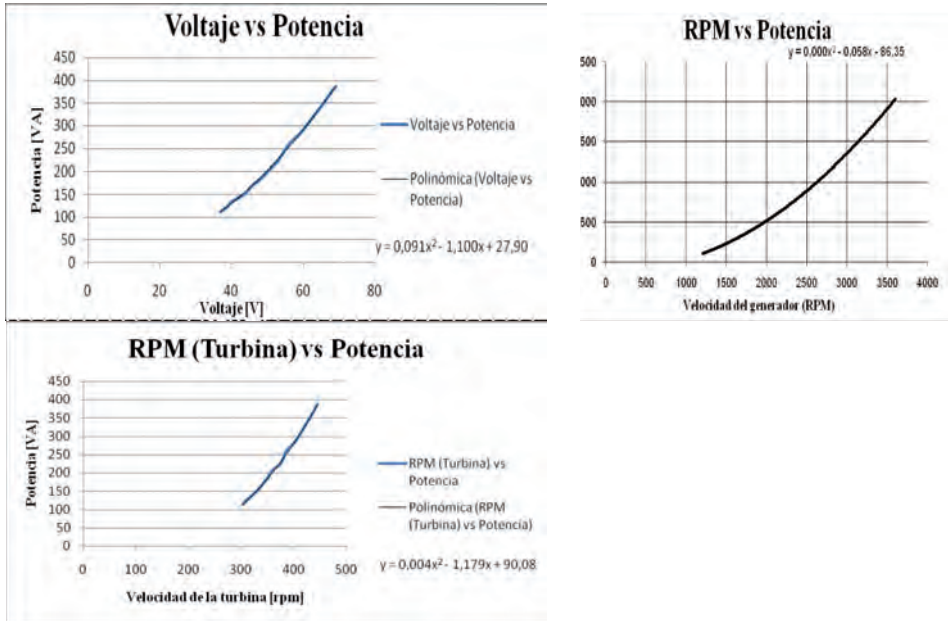 Voltaje vs Potencia
Potencia [VA]
450
400
350
300
250
200
150
100
50
0
0 20 40 60 80
Voltaje [V]
Voltaje vs Potencia
Polinómica (Voltaje vs
Potencia)
y = 0,091x² - 1,100x + 27,90
RPM vs Potencia
y = 0.000x² - 0.058x - 86,35
500
000
500
000
500
0
0 500 1000 1500 2000 2500 3000 3500 4000
Velocidad del generador (RPM)
RPM (Turbina) vs Potencia
Potencia [VA]
450
400
350
300
250
200
150
100
50
0
0 100 200 300 400 500
Velocidad de la turbina [rpm]
RPM (Turbina) vs
Potencia
Polinómica (RPM
(Turbina) vs Potencia)
y = 0,004x² - 1,179x + 90,08